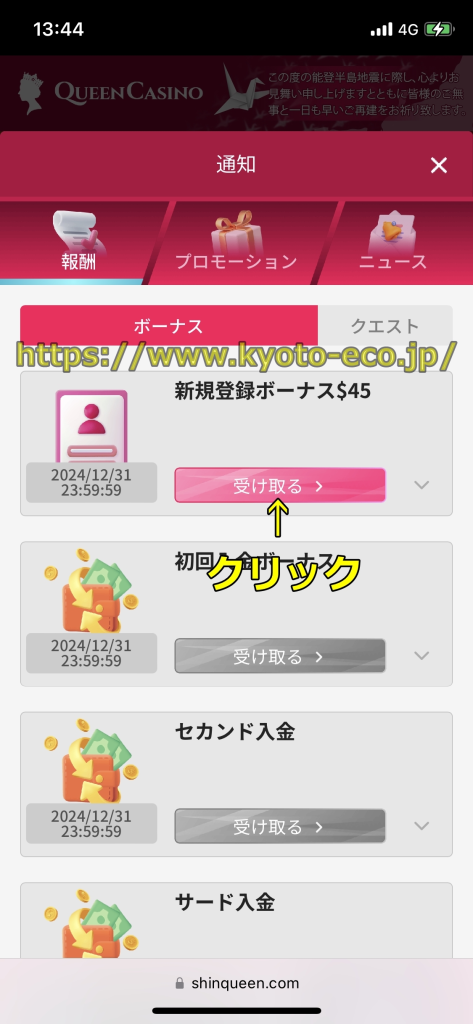 13:44
4G
QUEENCASINO
この度の能登半島地震に際し、心よりお
見舞い申し上げますとともに皆様のご無
事と一日も早いご再建をお祈り致します。
通知
報酬
プロモーション
ニュース
ボーナス
クエスト
https://www.kyoto-eco.jp/
新規登録ボーナス$45
2024/12/31
23:59:59
受け取る
↑
クリック
初回入金ボーナス
2024/12/31
23:59:59
受け取る
セカンド入金
2024/12/31
23:59:59
受け取る
サード入金
shinqueen.com